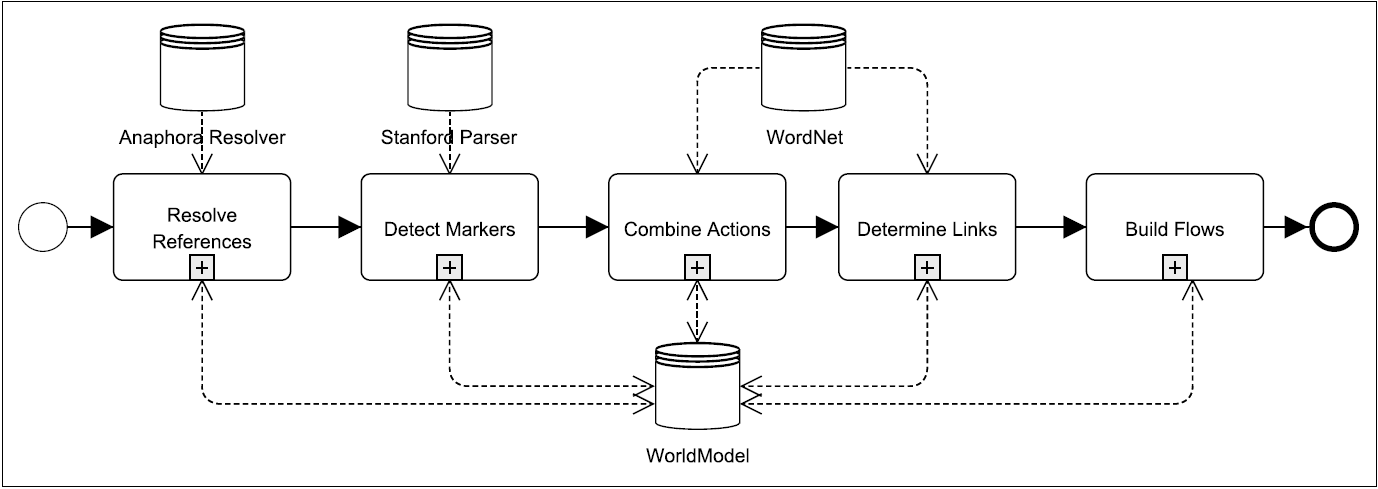 Anaphora Resolver
Stanford Parser
WordNet
Resolve
References
Detect Markers
Combine Actions
Determine Links
Build Flows
WorldModel